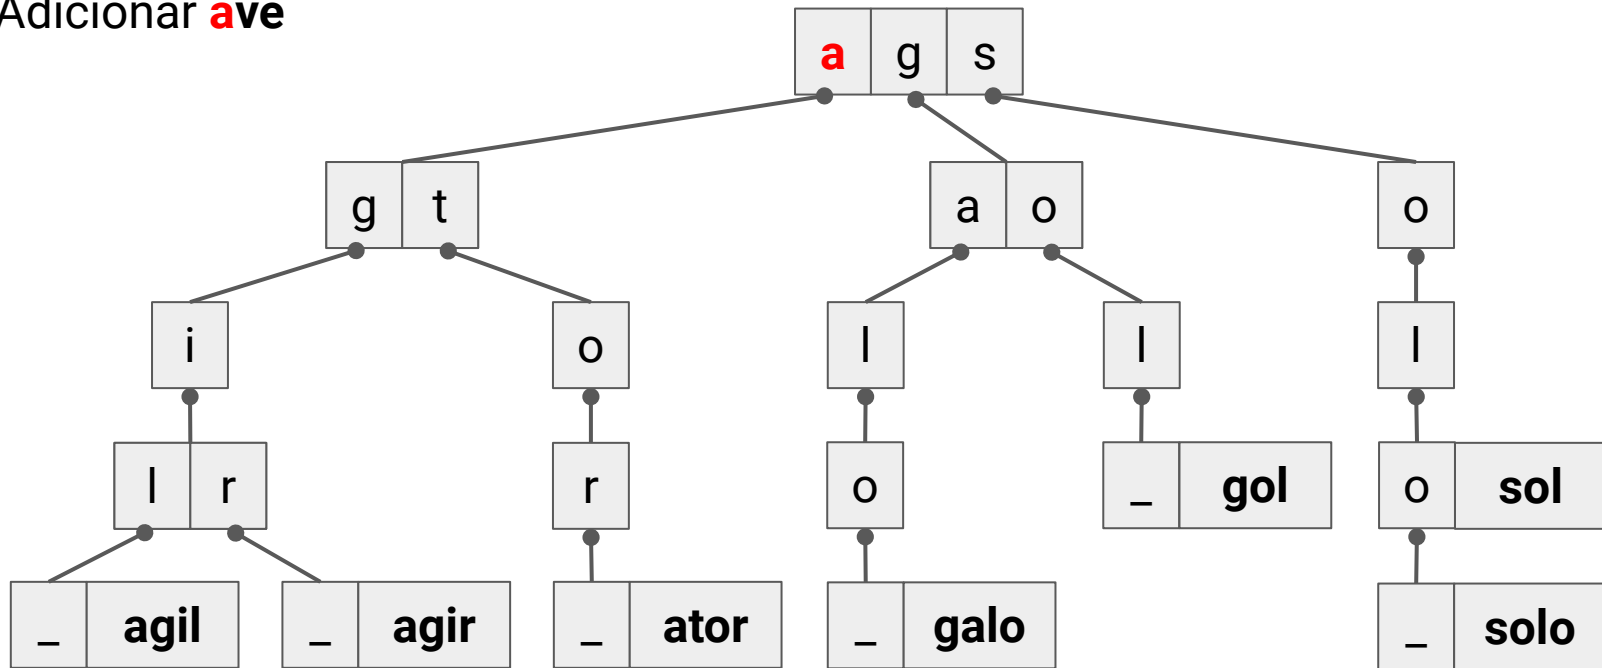 Adicionar ave
a g s
g t a o o
i o l l l
l r r o _ gol o sol
_ agil _ agir _ ator _ galo _ solo